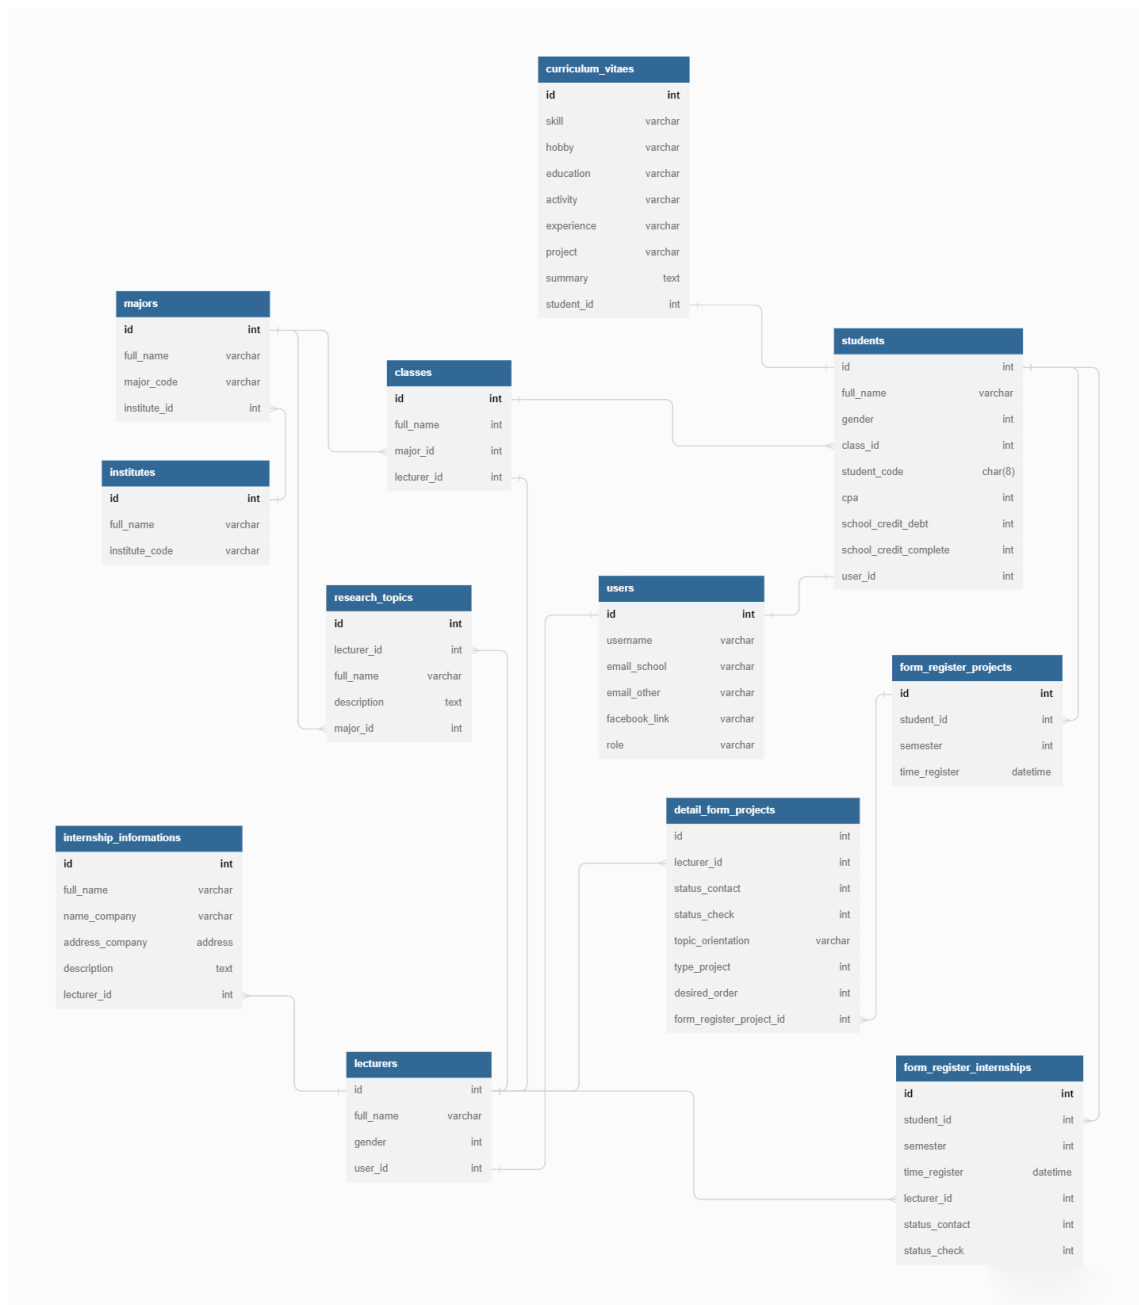 curriculum_vitaes
id int
skill varchar
hobby varchar
education varchar
activity varchar
experience varchar
project varchar
summary text
student_id int
majors
id int
full_name varchar
major_code varchar
institute_id int
students
id int
full_name varchar
gender int
class_id int
student_code char(8)
cpa int
school_credit_debt int
school_credit_complete int
user_id int
classes
id int
full_name int
major_id int
lecturer_id int
institutes
id int
full_name varchar
institute_code varchar
research_topics
id int
lecturer_id int
full_name varchar
description text
major_id int
users
id int
username varchar
email_school varchar
email_other varchar
facebook_link varchar
role varchar
form_register_projects
id int
student_id int
semester int
time_register datetime
detail_form_projects
id int
lecturer_id int
status_contact int
status_check int
topic_orientation varchar
type_project int
desired_order int
form_register_project_id int
internship_informations
id int
full_name varchar
name_company varchar
address_company address
description text
lecturer_id int
lecturers
id int
full_name varchar
gender int
user_id int
form_register_internships
id int
student_id int
semester int
time_register datetime
lecturer_id int
status_contact int
status_check int